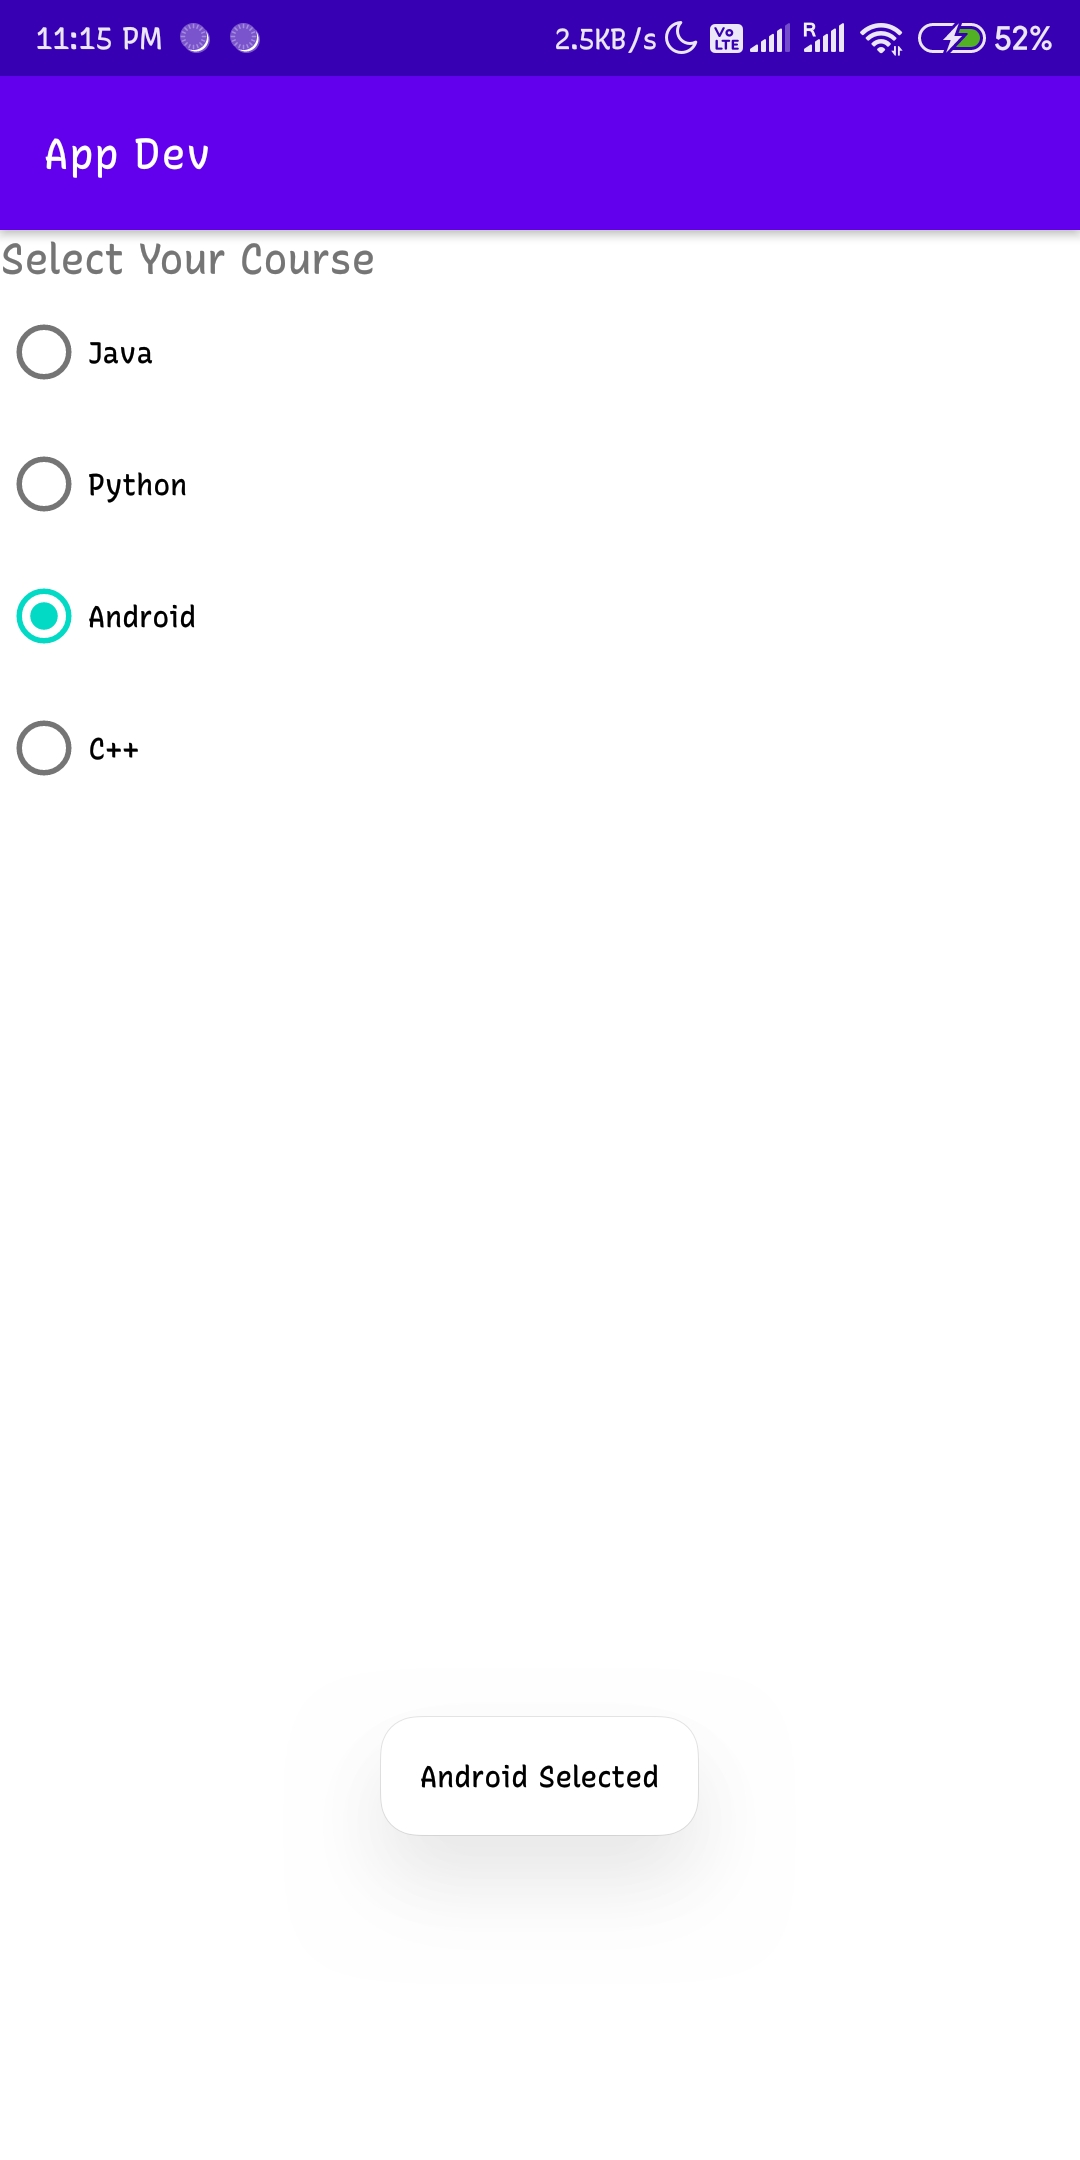 11:15 PM 2.5KB/s Vo LTE R 52%
App Dev
Select Your Course
Java
Python
Android
C++
Android Selected